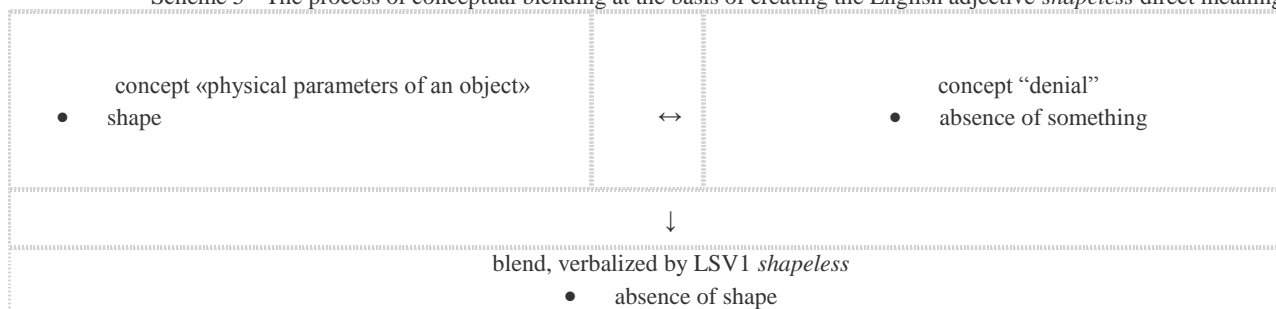 Scheme 3 – The process of conceptual blending at the basis of creating the English adjective shapeless direct meaning
concept «physical parameters of an object»
● shape
↔
concept “denial”
● absence of something
↓
blend, verbalized by LSV1 shapeless
● absence of shape